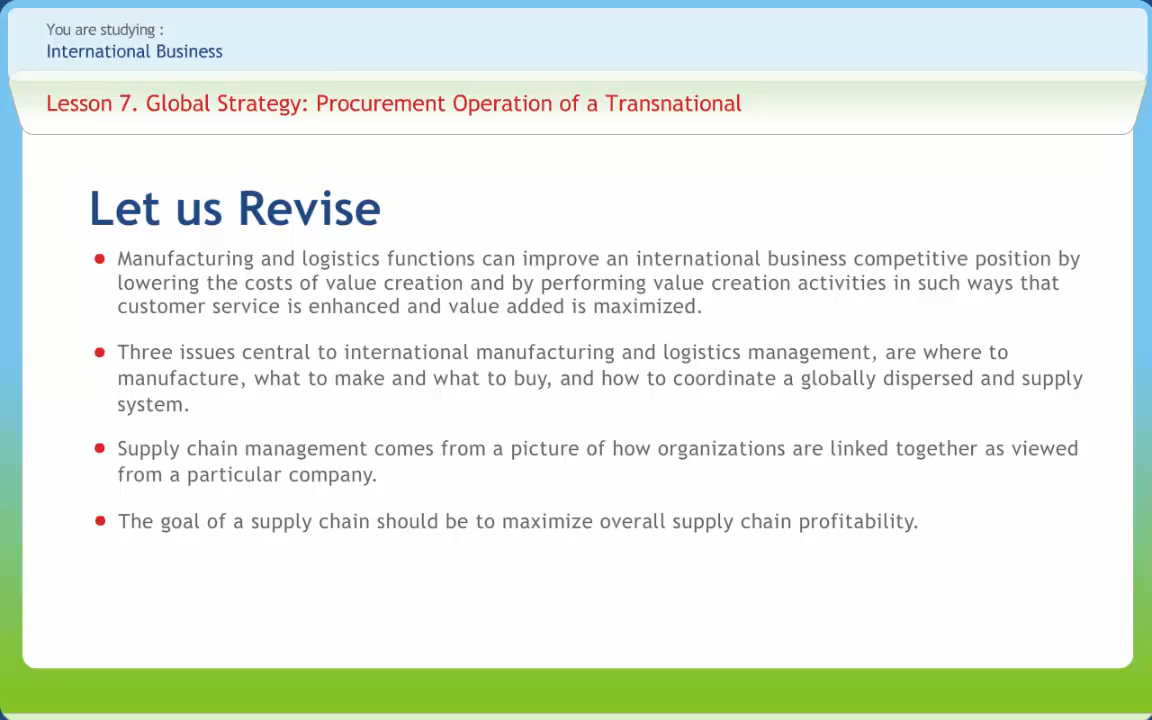 You are studying :
International Business
Lesson 7. Global Strategy: Procurement Operation of a Transnational
Let us Revise
Manufacturing and logistics functions can improve an international business competitive position by
lowering the costs of value creation and by performing value creation activities in such ways that
customer service is enhanced and value added is maximized.
Three issues central to international manufacturing and logistics management, are where to
manufacture, what to make and what to buy, and how to coordinate a globally dispersed and supply
system.
Supply chain management comes from a picture of how organizations are linked together as viewed
from a particular company.
The goal of a supply chain should be to maximize overall supply chain profitability.